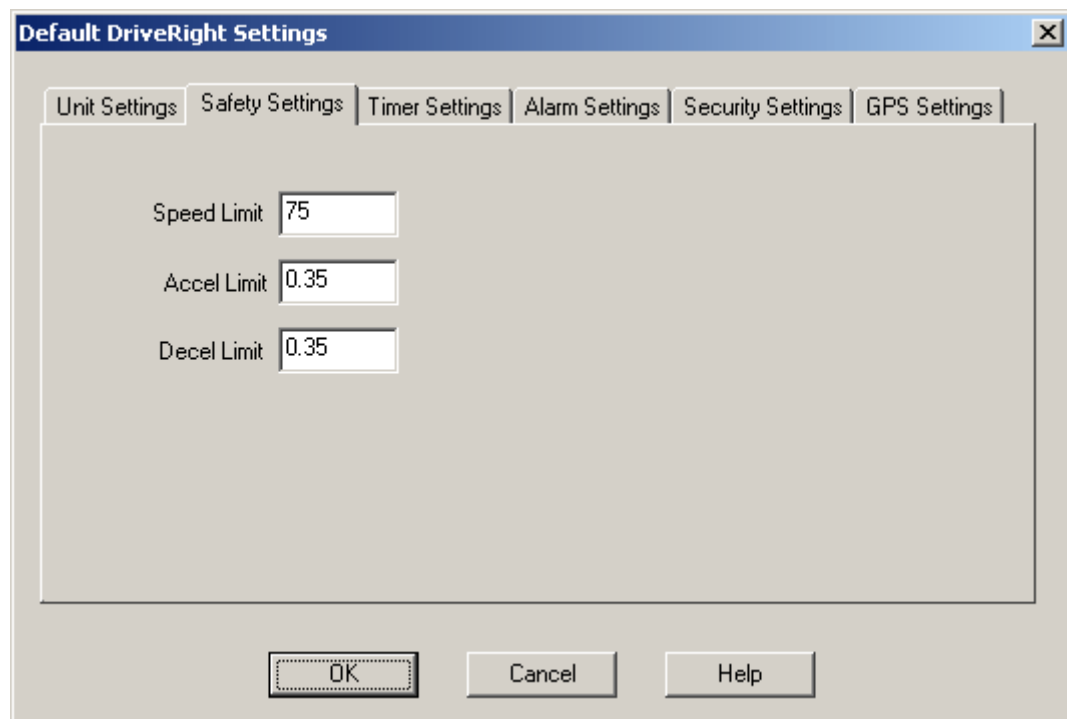 Default DriveRight Settings
Unit Settings Safety Settings Timer Settings Alarm Settings Security Settings GPS Settings
Speed Limit 75
Accel Limit 0.35
Decel Limit 0.35
OK Cancel Help